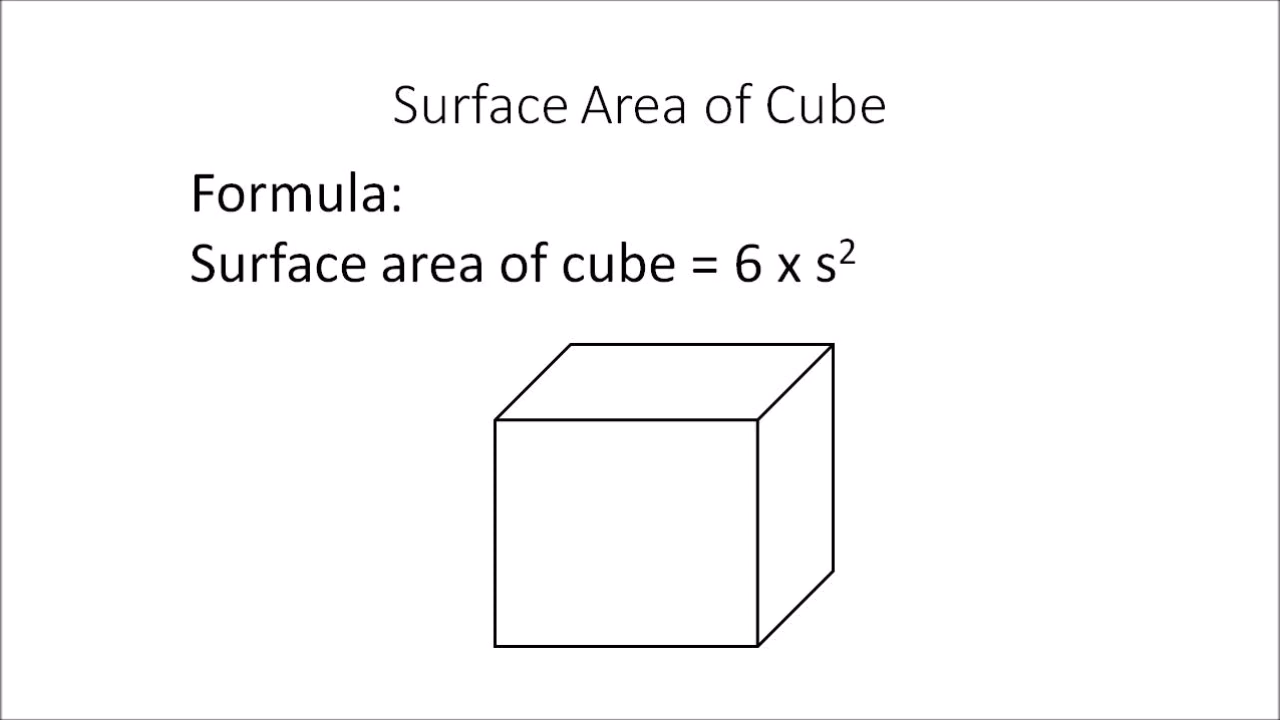 Surface Area of Cube
Formula:
Surface area of cube = 6 x s²